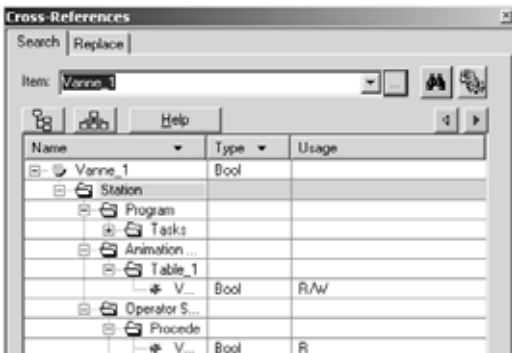 Cross-References
Search Replace
Item: Vanne_1 ...
Help
Name Type Usage
Vanne_1 Bool
Station
Program
Tasks
Animation ...
Table_1
V... Bool R/W
Operator S...
Procede
V... Bool R